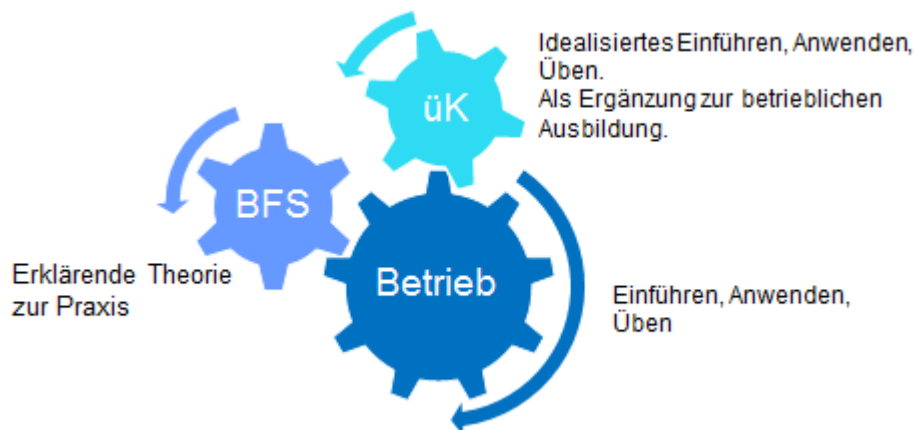 Idealisiertes Einführen, Anwenden,
Üben.
Als Ergänzung zur betrieblichen
Ausbildung.
üK
BFS
Erklärende Theorie
zur Praxis
Betrieb
Einführen, Anwenden,
Üben